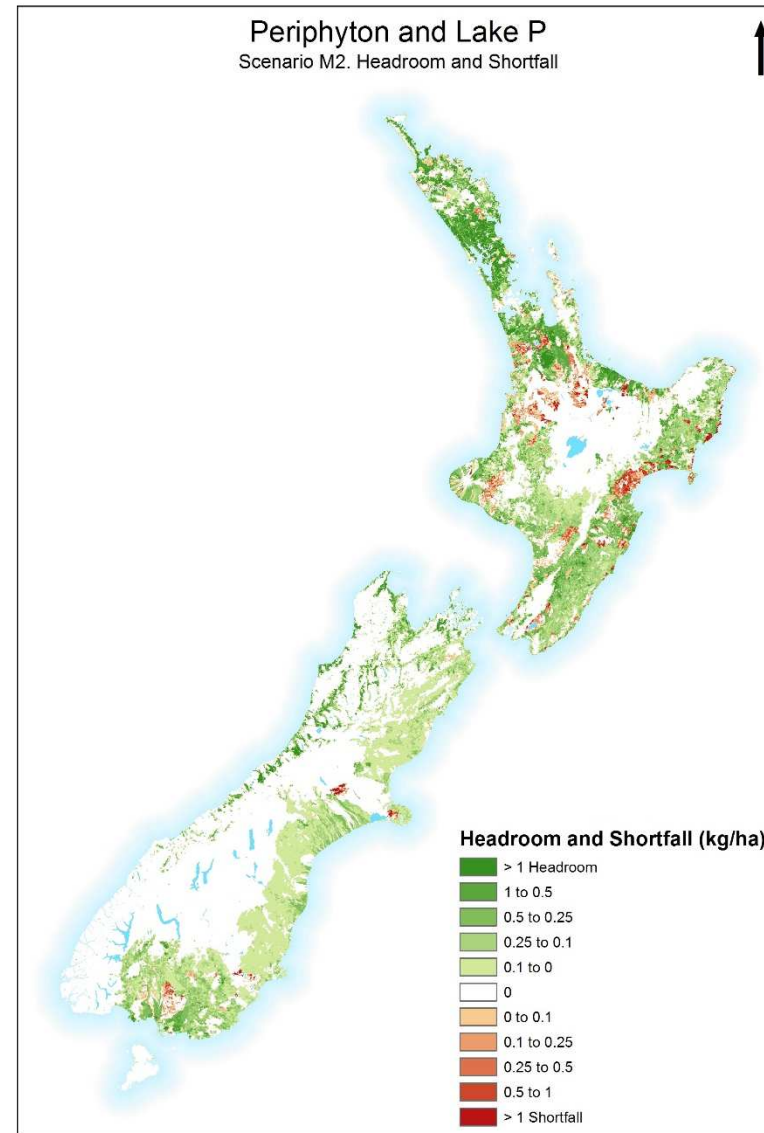 Periphyton and Lake P
Scenario M2. Headroom and Shortfall
Headroom and Shortfall (kg/ha)
> 1 Headroom
1 to 0.5
0.5 to 0.25
0.25 to 0.1
0.1 to 0
0
0 to 0.1
0.1 to 0.25
0.25 to 0.5
0.5 to 1
> 1 Shortfall